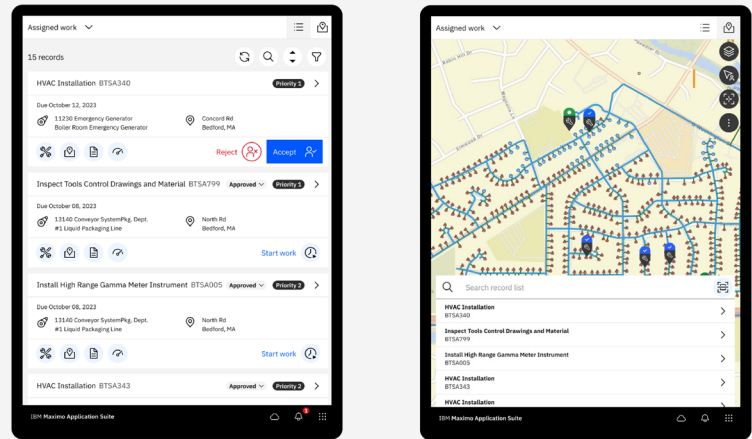 Assigned work
15 records
HVAC Installation BTSA340 Priority 1
Due October 12, 2023
11230 Emergency Generator
Boiler Room Emergency Generator
Concord Rd
Bedford, MA
Reject
Accept
Inspect Tools Control Drawings and Material BTSA799 Approved Priority 1
Due October 08, 2023
13140 Conveyor SystemPkg. Dept.
#1 Liquid Packaging Line
North Rd
Bedford, MA
Start work
Install High Range Gamma Meter Instrument BTSA005 Approved Priority 2
Due October 08, 2023
13140 Conveyor SystemPkg. Dept.
#1 Liquid Packaging Line
North Rd
Bedford, MA
Start work
HVAC Installation BTSA343 Approved Priority 2
IBM Maximo Application Suite
1
Assigned work
Elmwood Dr
Search record list
HVAC Installation
BTSA340
Inspect Tools Control Drawings and Material
BTSA799
Install High Range Gamma Meter Instrument
BTSA005
HVAC Installation
BTSA343
HVAC Installation
IBM Maximo Application Suite